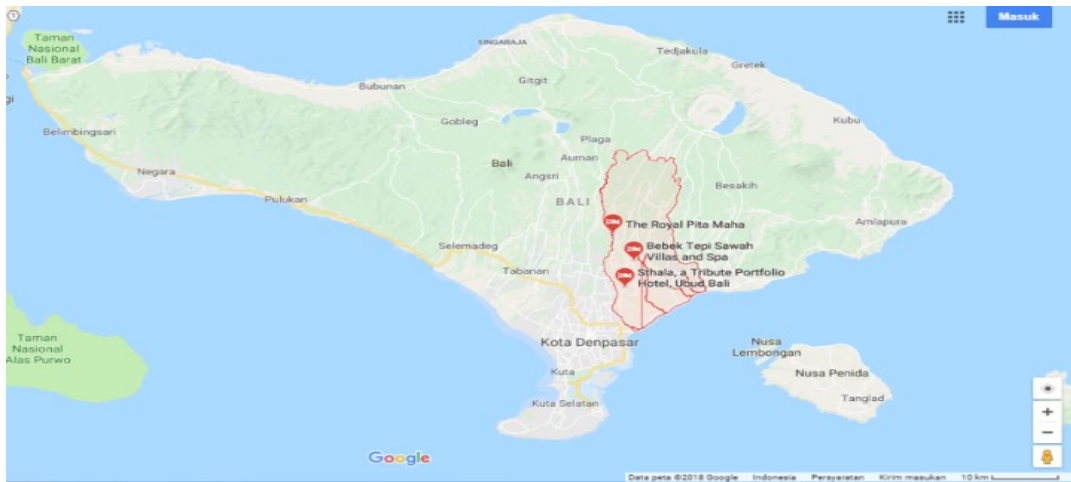 Masuk
Taman
Nasional
Bali Barat
SINGARAJA
Tedjakula
Gretek
gi
Bubunan
Gitgit
Kubu
Gobleg
Belimbingsari
Plaga
Negara
Bali
Auman
Angsri
Besakih
Pulukan
BALI
Amlapura
The Royal Pita Maha
Selemadeg
Bebek Tepi Sawah
Villas and Spa
Tabanan
Sthala, a Tribute Portfolio
Hotel, Ubud Bali
Taman
Nasional
Alas Purwo
Kota Denpasar
Nusa
Lembongan
Kuta
Nusa Penida
Kuta Selatan
Tanglad
Google
Data peta ©2018 Google Indonesia Persyaratan Kirim masukan 10 km